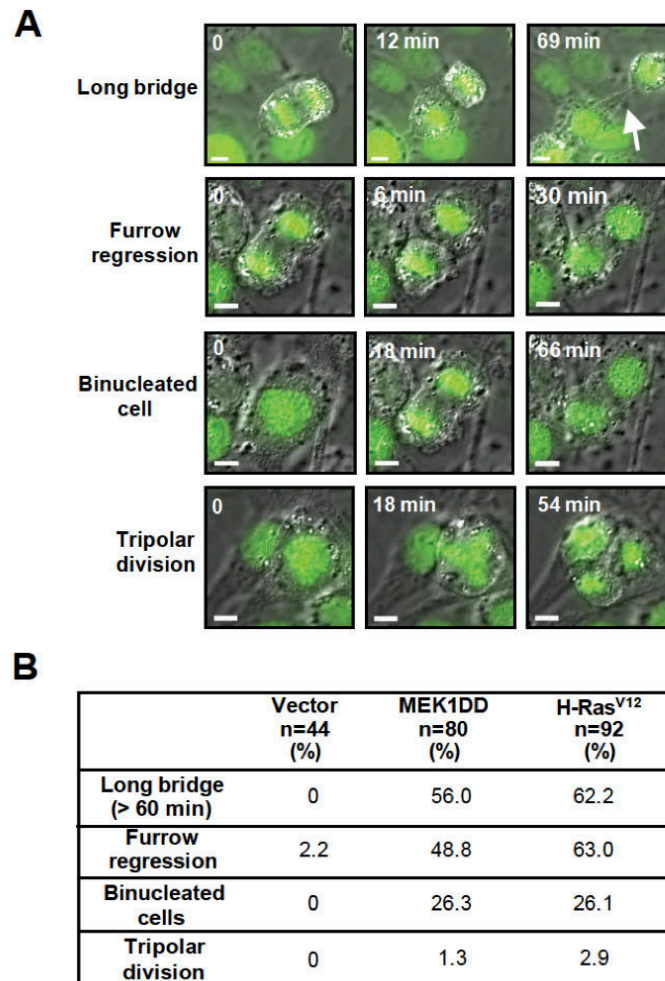 A
Long bridge
0
12 min
69 min
Furrow
regression
0
6 min
30 min
Binucleated
cell
0
18 min
66 min
Tripolar
division
0
18 min
54 min
B
Vector MEK1DD H-Rasⱽ¹²
n=44 n=80 n=92
(%) (%) (%)
Long bridge
(> 60 min) 0 56.0 62.2
Furrow
regression 2.2 48.8 63.0
Binucleated
cells 0 26.3 26.1
Tripolar
division 0 1.3 2.9